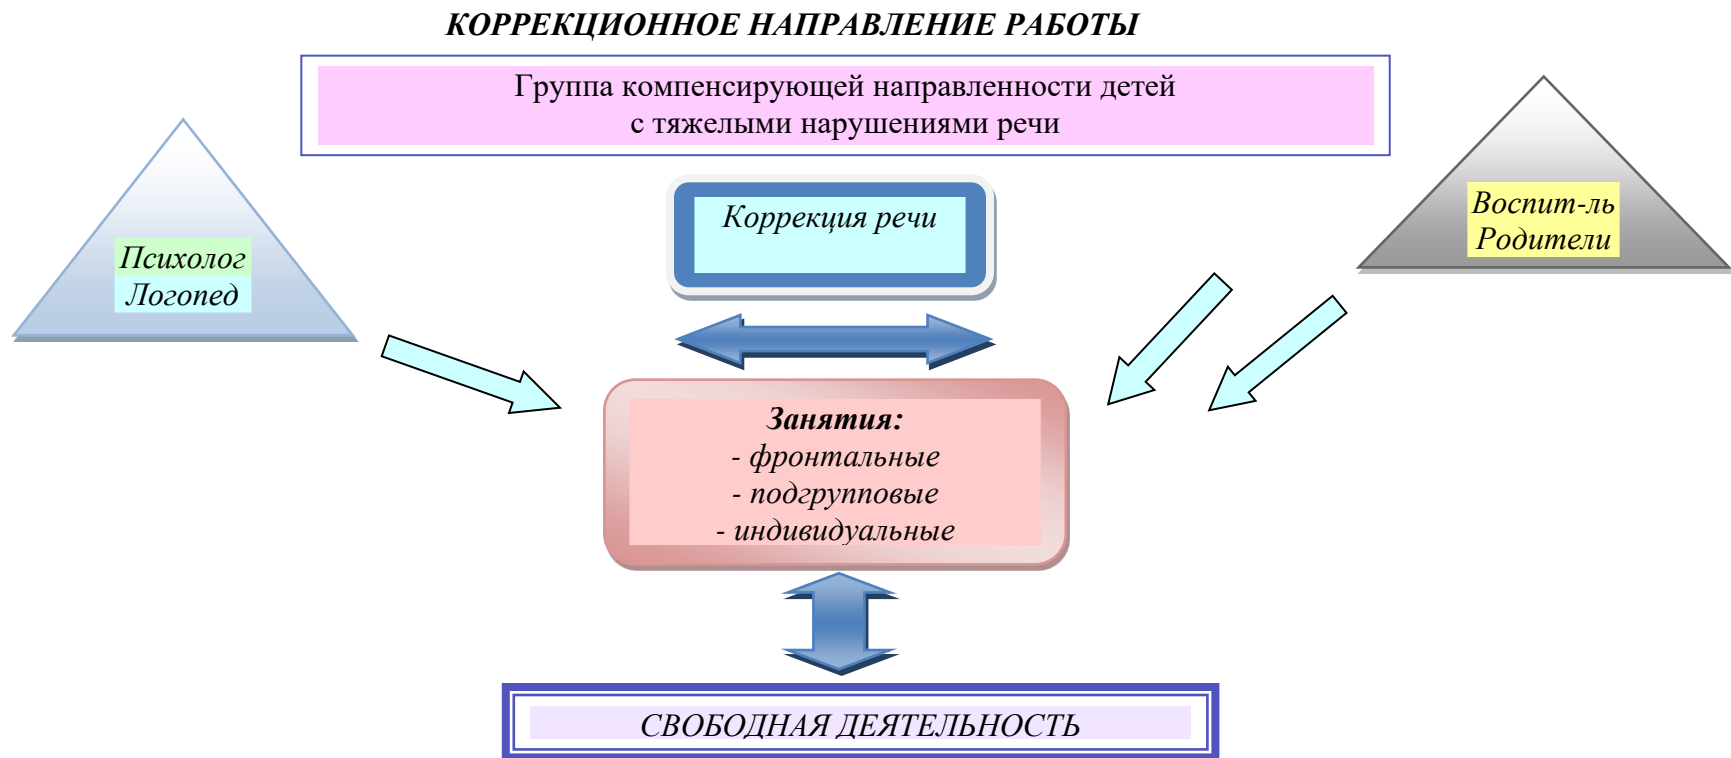 КОРРЕКЦИОННОЕ НАПРАВЛЕНИЕ РАБОТЫ
Группа компенсирующей направленности детей
с тяжелыми нарушениями речи
Психолог
Логопед
Коррекция речи
Воспит-ль
Родители
Занятия:
- фронтальные
- подгрупповые
- индивидуальные
СВОБОДНАЯ ДЕЯТЕЛЬНОСТЬ